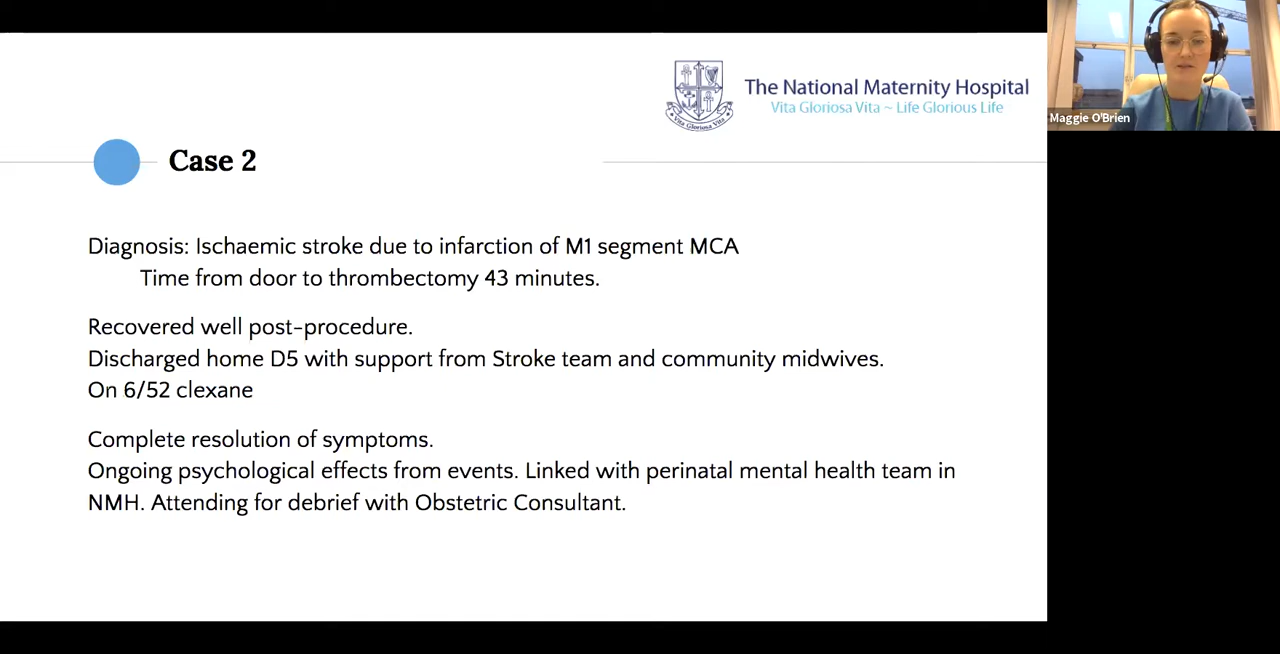 The National Maternity Hospital
Vita Gloriosa Vita ~ Life Glorious Life
Vita Gloriosa Vita
Maggie O'Brien
Case 2
Diagnosis: Ischaemic stroke due to infarction of M1 segment MCA
Time from door to thrombectomy 43 minutes.
Recovered well post-procedure.
Discharged home D5 with support from Stroke team and community midwives.
On 6/52 clexane
Complete resolution of symptoms.
Ongoing psychological effects from events. Linked with perinatal mental health team in
NMH. Attending for debrief with Obstetric Consultant.